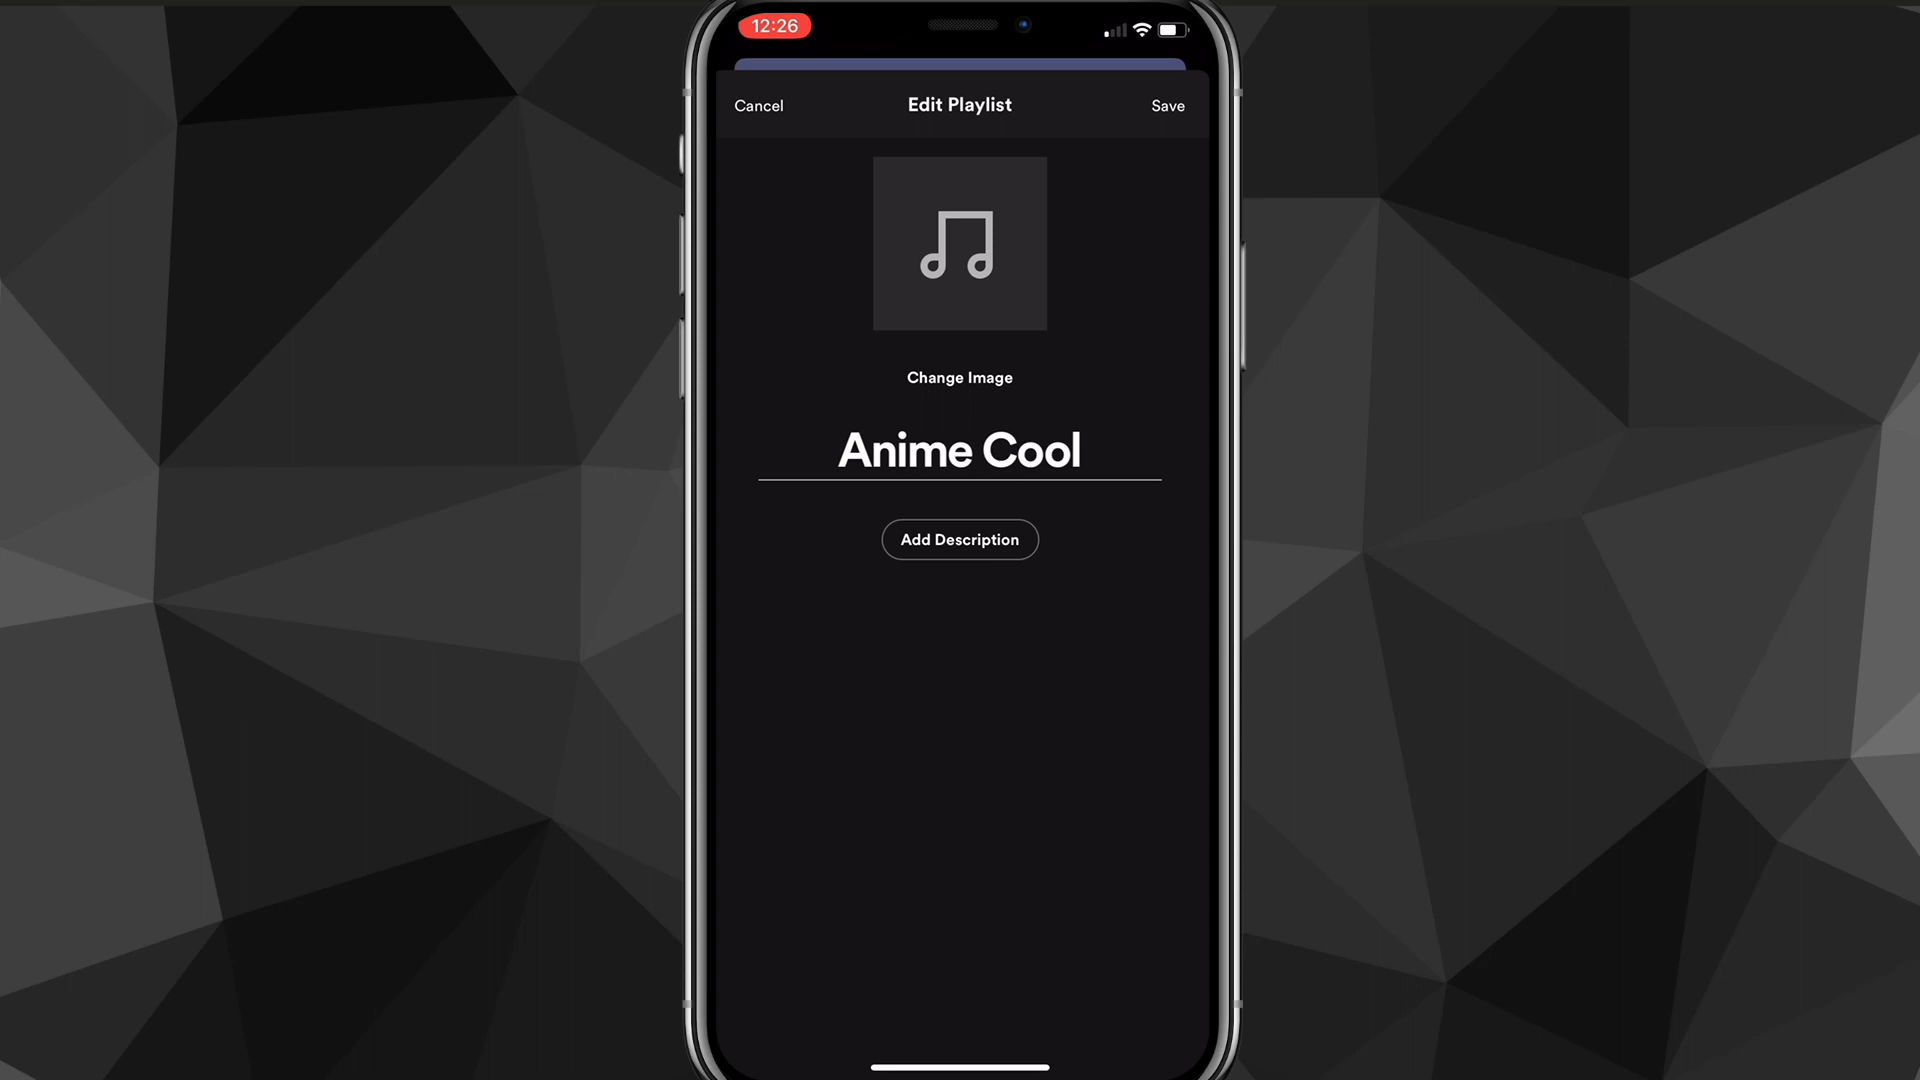 12:26
Cancel
Edit Playlist
Save
Change Image
Anime Cool
Add Description